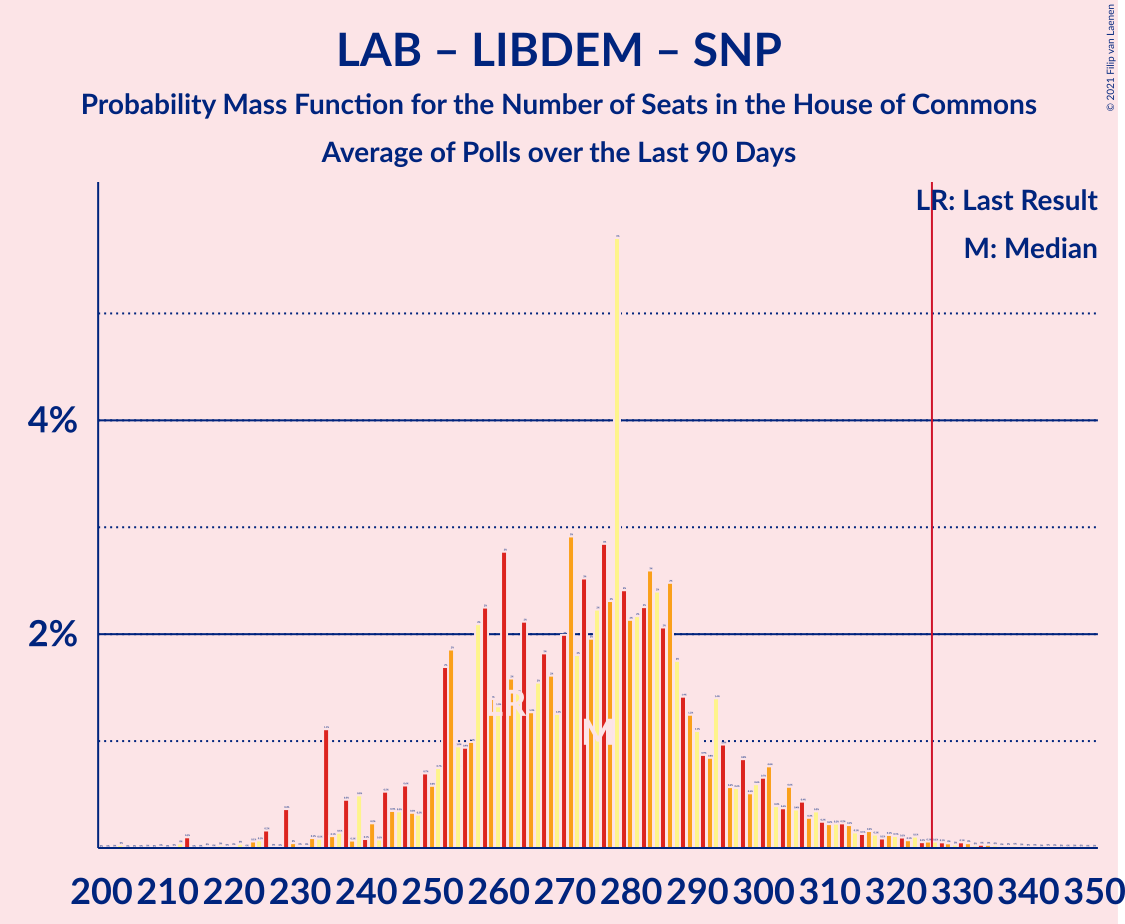 LAB – LIBDEM – SNP
Probability Mass Function for the Number of Seats in the House of Commons
Average of Polls over the Last 90 Days
© 2021 Filip van Laenen
LR: Last Result
M: Median
4%
2%
LR
M
200 210 220 230 240 250 260 270 280 290 300 310 320 330 340 350